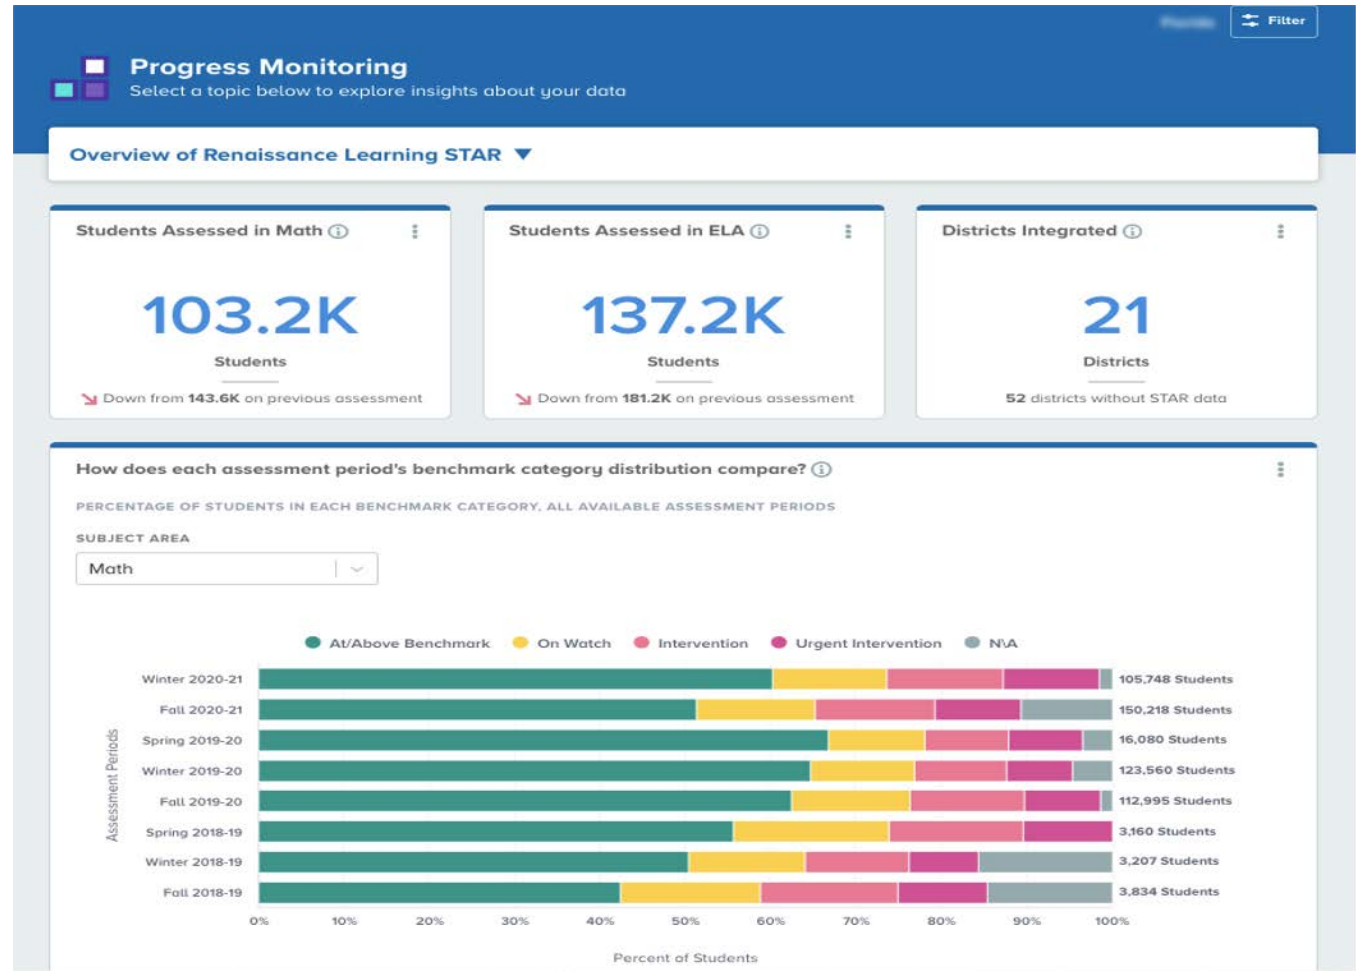 Filter
Progress Monitoring
Select a topic below to explore insights about your data
Overview of Renaissance Learning STAR
Students Assessed in Math
103.2K
Students
Down from 143.6K on previous assessment
Students Assessed in ELA
137.2K
Students
Down from 181.2K on previous assessment
Districts Integrated
21
Districts
52 districts without STAR data
How does each assessment period's benchmark category distribution compare?
PERCENTAGE OF STUDENTS IN EACH BENCHMARK CATEGORY, ALL AVAILABLE ASSESSMENT PERIODS
SUBJECT AREA
Math
At/Above Benchmark On Watch Intervention Urgent Intervention N\A
Assessment Periods
Winter 2020-21 105,748 Students
Fall 2020-21 150,218 Students
Spring 2019-20 16,080 Students
Winter 2019-20 123,560 Students
Fall 2019-20 112,995 Students
Spring 2018-19 3,160 Students
Winter 2018-19 3,207 Students
Fall 2018-19 3,834 Students
0% 10% 20% 30% 40% 50% 60% 70% 80% 90% 100%
Percent of Students